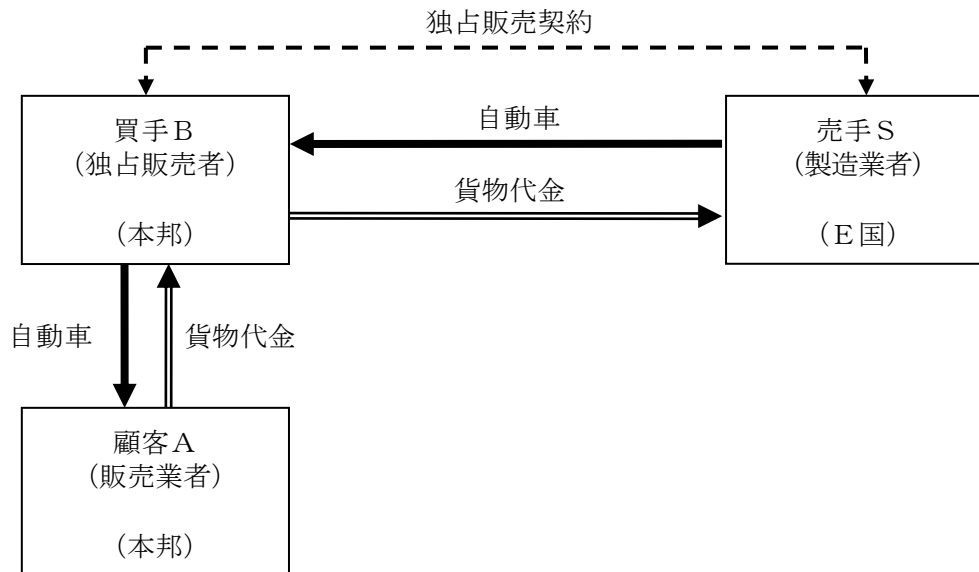 独占販売契約
買手Ｂ
（独占販売者）
（本邦）
自動車
貨物代金
売手Ｓ
（製造業者）
（Ｅ国）
自動車
貨物代金
顧客Ａ
（販売業者）
（本邦）